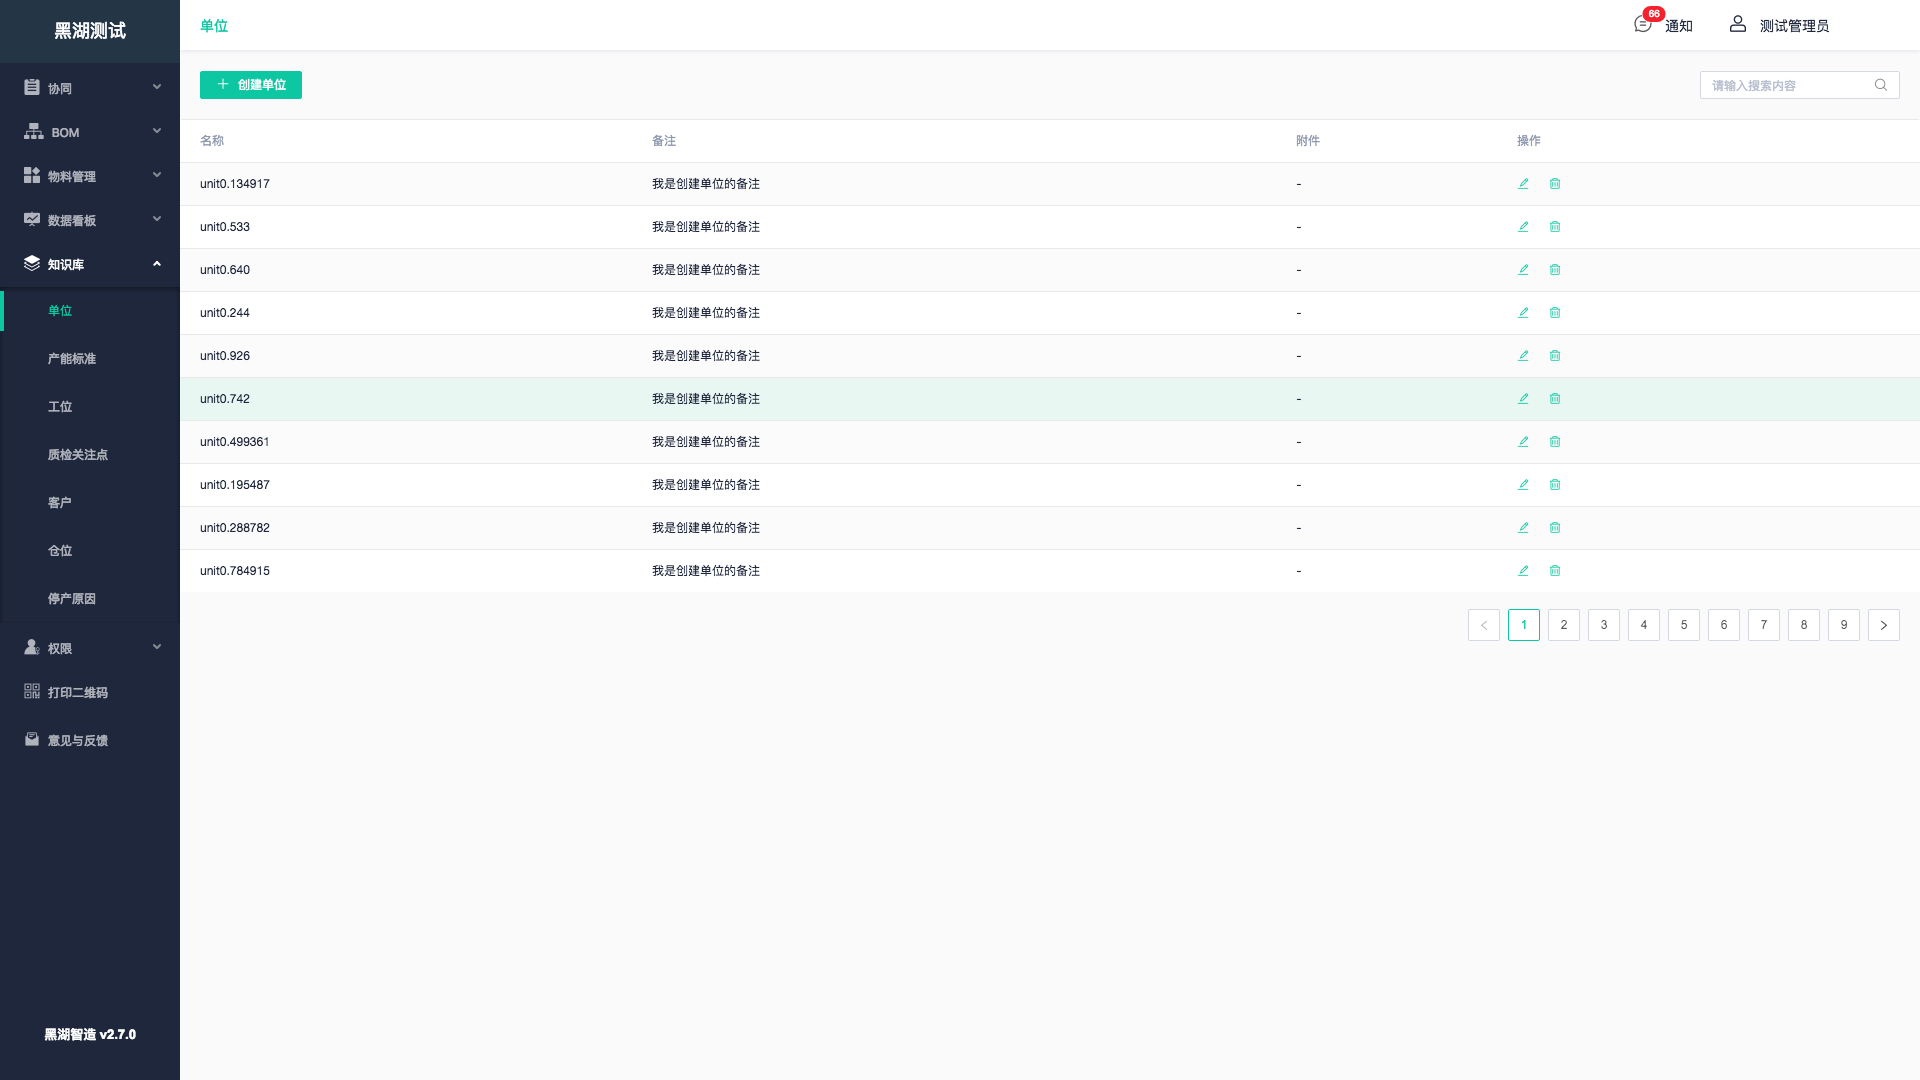 黑湖测试
单位
66
通知
测试管理员
协同
BOM
物料管理
数据看板
知识库
单位
产能标准
工位
质检关注点
客户
仓位
停产原因
权限
打印二维码
意见与反馈
黑湖智造 v2.7.0
创建单位
请输入搜索内容
名称 备注 附件 操作
unit0.134917 我是创建单位的备注 -
unit0.533 我是创建单位的备注 -
unit0.640 我是创建单位的备注 -
unit0.244 我是创建单位的备注 -
unit0.926 我是创建单位的备注 -
unit0.742 我是创建单位的备注 -
unit0.499361 我是创建单位的备注 -
unit0.195487 我是创建单位的备注 -
unit0.288782 我是创建单位的备注 -
unit0.784915 我是创建单位的备注 -
1 2 3 4 5 6 7 8 9